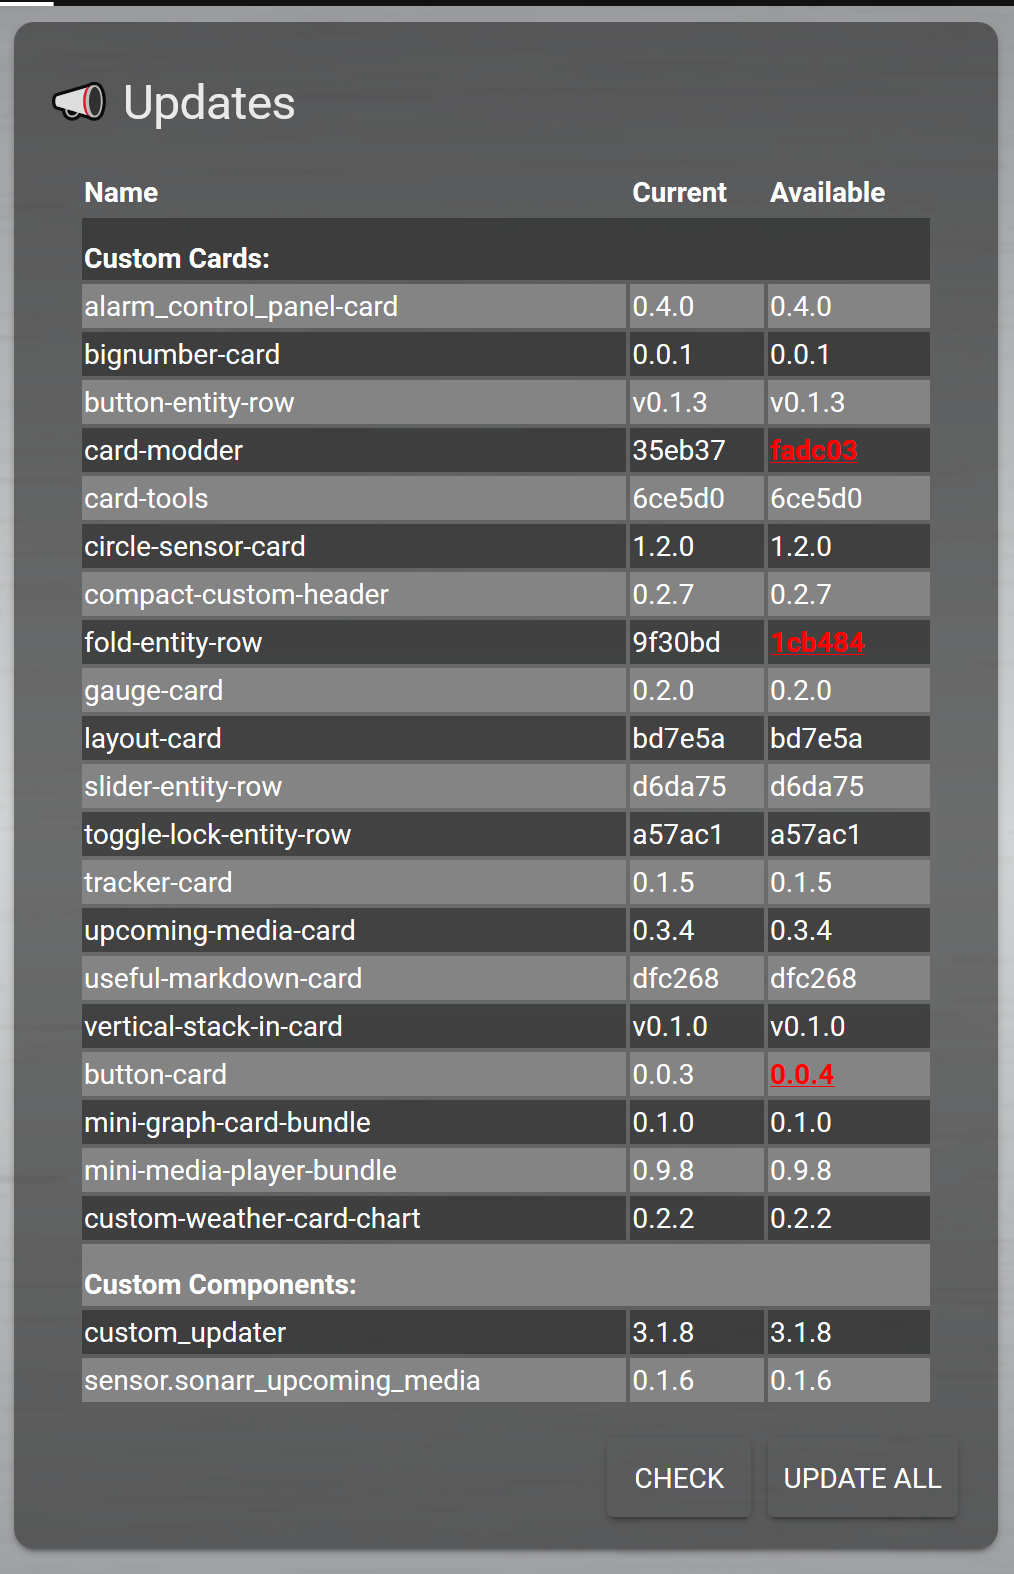 Updates
Name Current Available
Custom Cards:
alarm_control_panel-card 0.4.0 0.4.0
bignumber-card 0.0.1 0.0.1
button-entity-row v0.1.3 v0.1.3
card-modder 35eb37 fadc03
card-tools 6ce5d0 6ce5d0
circle-sensor-card 1.2.0 1.2.0
compact-custom-header 0.2.7 0.2.7
fold-entity-row 9f30bd 1cb484
gauge-card 0.2.0 0.2.0
layout-card bd7e5a bd7e5a
slider-entity-row d6da75 d6da75
toggle-lock-entity-row a57ac1 a57ac1
tracker-card 0.1.5 0.1.5
upcoming-media-card 0.3.4 0.3.4
useful-markdown-card dfc268 dfc268
vertical-stack-in-card v0.1.0 v0.1.0
button-card 0.0.3 0.0.4
mini-graph-card-bundle 0.1.0 0.1.0
mini-media-player-bundle 0.9.8 0.9.8
custom-weather-card-chart 0.2.2 0.2.2
Custom Components:
custom_updater 3.1.8 3.1.8
sensor.sonarr_upcoming_media 0.1.6 0.1.6
CHECK UPDATE ALL